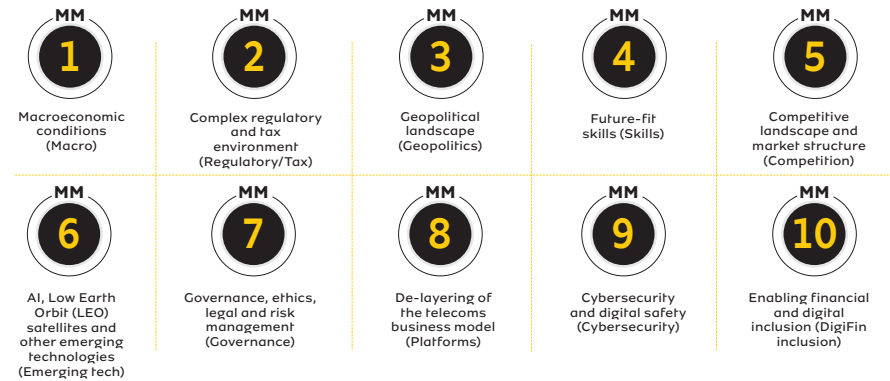 MM
1
Macroeconomic
conditions
(Macro)
MM
2
Complex regulatory
and tax
environment
(Regulatory/Tax)
MM
3
Geopolitical
landscape
(Geopolitics)
MM
4
Future-fit
skills (Skills)
MM
5
Competitive
landscape and
market structure
(Competition)
MM
6
AI, Low Earth
Orbit (LEO)
satellites and
other emerging
technologies
(Emerging tech)
MM
7
Governance, ethics,
legal and risk
management
(Governance)
MM
8
De-layering of
the telecoms
business model
(Platforms)
MM
9
Cybersecurity
and digital safety
(Cybersecurity)
MM
10
Enabling financial
and digital
inclusion (DigiFin
inclusion)